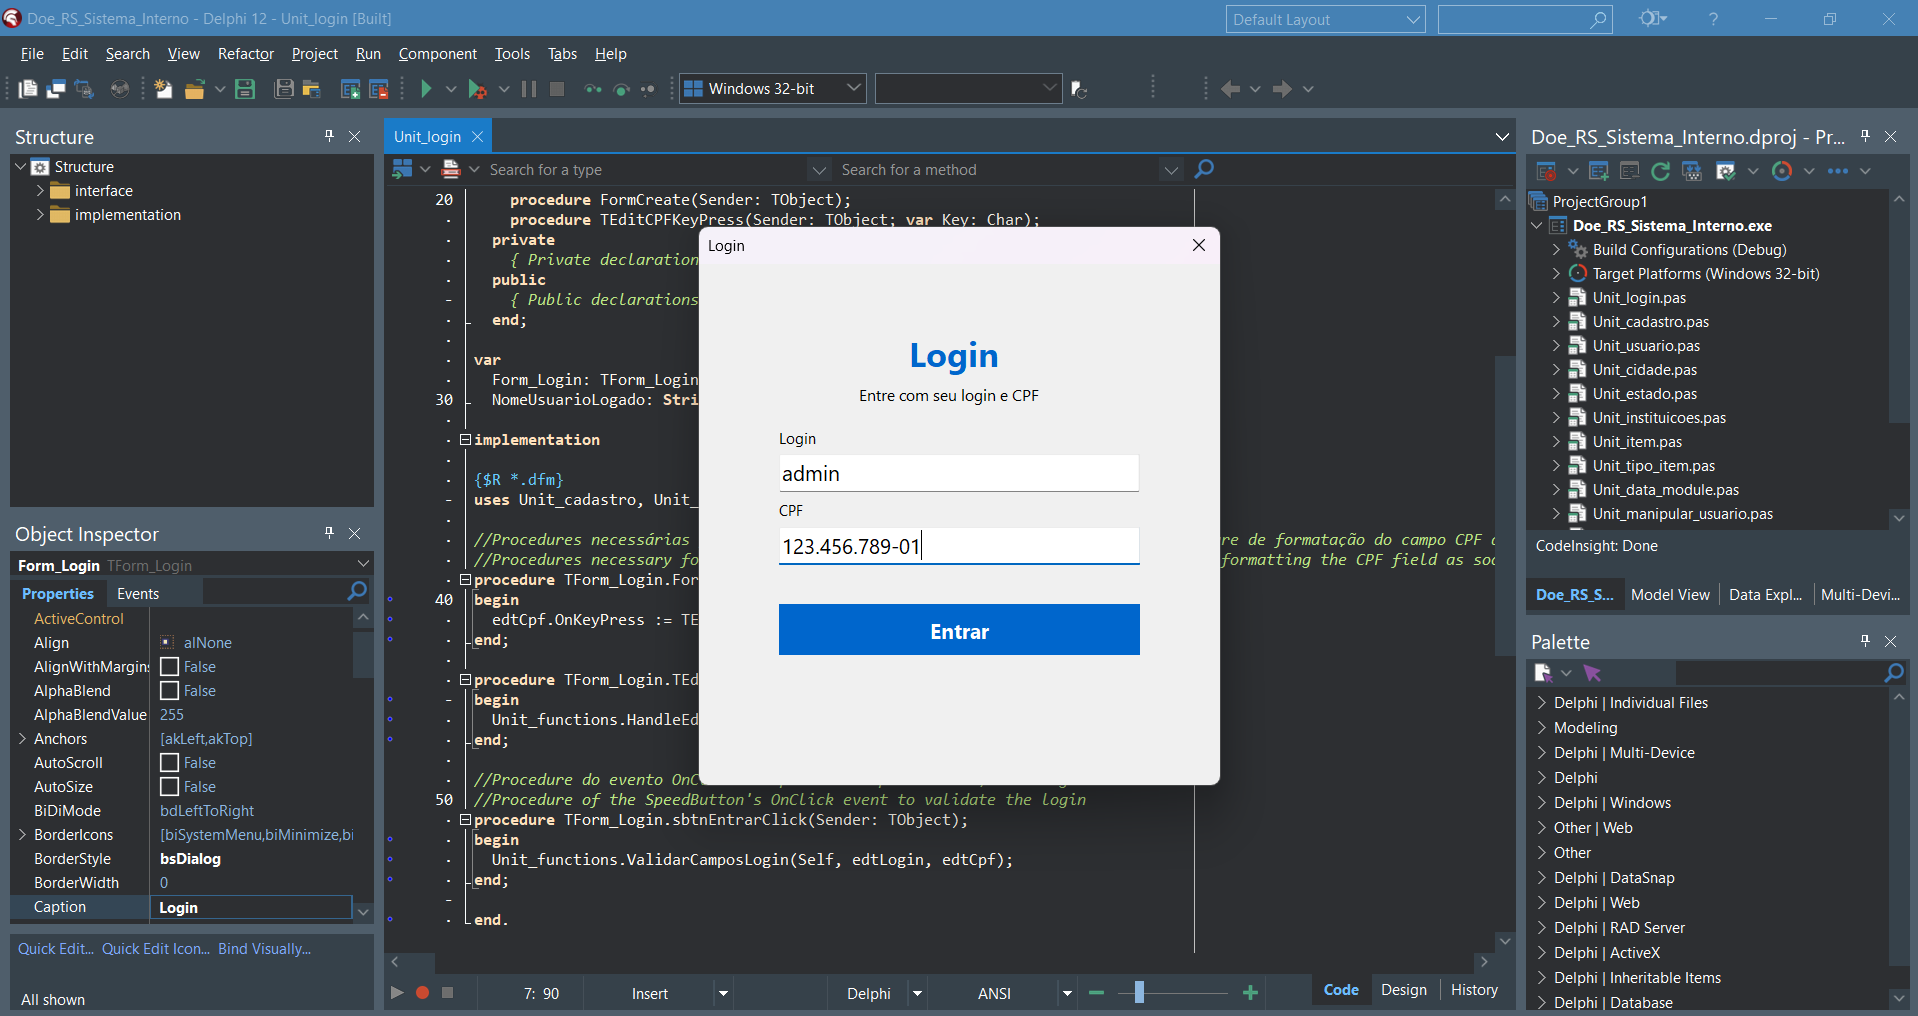 Doe_RS_Sistema_Interno - Delphi 12 - Unit_login [Built]
Default Layout
?
File Edit Search View Refactor Project Run Component Tools Tabs Help
Windows 32-bit
Structure
Structure
interface
implementation
Object Inspector
Form_Login TForm_Login
Properties Events
ActiveControl
Align alNone
AlignWithMargins False
AlphaBlend False
AlphaBlendValue 255
Anchors [akLeft,akTop]
AutoScroll False
AutoSize False
BiDiMode bdLeftToRight
BorderIcons [biSystemMenu,biMinimize,bi
BorderStyle bsDialog
BorderWidth 0
Caption Login
Quick Edit... Quick Edit Icon... Bind Visually...
All shown
Unit_login
Search for a type Search for a method
20 procedure FormCreate(Sender: TObject);
procedure TEditCPFKeyPress(Sender: TObject; var Key: Char);
private
{ Private declaration
public
{ Public declarations
end;
var
Form_Login: TForm_Login
30 NomeUsuarioLogado: Stri
implementation
{$R *.dfm}
uses Unit_cadastro, Unit_
//Procedures necessárias re de formatação do campo CPF
//Procedures necessary fo formatting the CPF field as soc
procedure TForm_Login.For
40 begin
edtCpf.OnKeyPress := TE
end;
procedure TForm_Login.TEd
begin
Unit_functions.HandleEd
end;
//Procedure do evento OnC
50 //Procedure of the SpeedButton's OnClick event to validate the login
procedure TForm_Login.sbtnEntrarClick(Sender: TObject);
begin
Unit_functions.ValidarCamposLogin(Self, edtLogin, edtCpf);
end;
end.
7: 90 Insert Delphi ANSI Code Design History
Login
Login
Entre com seu login e CPF
Login
admin
CPF
123.456.789-01
Entrar
Doe_RS_Sistema_Interno.dproj - Pr...
ProjectGroup1
Doe_RS_Sistema_Interno.exe
Build Configurations (Debug)
Target Platforms (Windows 32-bit)
Unit_login.pas
Unit_cadastro.pas
Unit_usuario.pas
Unit_cidade.pas
Unit_estado.pas
Unit_instituicoes.pas
Unit_item.pas
Unit_tipo_item.pas
Unit_data_module.pas
Unit_manipular_usuario.pas
CodeInsight: Done
Doe_RS_S... Model View Data Expl... Multi-Devi...
Palette
Delphi | Individual Files
Modeling
Delphi | Multi-Device
Delphi
Delphi | Windows
Other | Web
Other
Delphi | DataSnap
Delphi | Web
Delphi | RAD Server
Delphi | ActiveX
Delphi | Inheritable Items
Delphi | Database